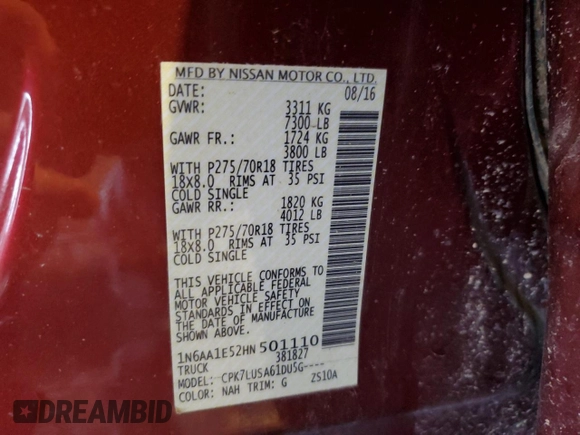 MFD BY NISSAN MOTOR CO., LTD.
DATE: 08/16
GVWR: 3311 KG
7300 LB
GAWR FR.: 1724 KG
3800 LB
WITH P275/70R18 TIRES
18X8.0 RIMS AT 35 PSI
COLD SINGLE
GAWR RR.: 1820 KG
4012 LB
WITH P275/70R18 TIRES
18X8.0 RIMS AT 35 PSI
COLD SINGLE
THIS VEHICLE CONFORMS TO
ALL APPLICABLE FEDERAL
MOTOR VEHICLE SAFETY
STANDARDS IN EFFECT ON
THE DATE OF MANUFACTURE
SHOWN ABOVE.
1N6AA1E52HN501110
TRUCK 381827
MODEL: CPK7LUSA61DU5G----
COLOR: NAH TRIM: G ZS10A
DREAMBID